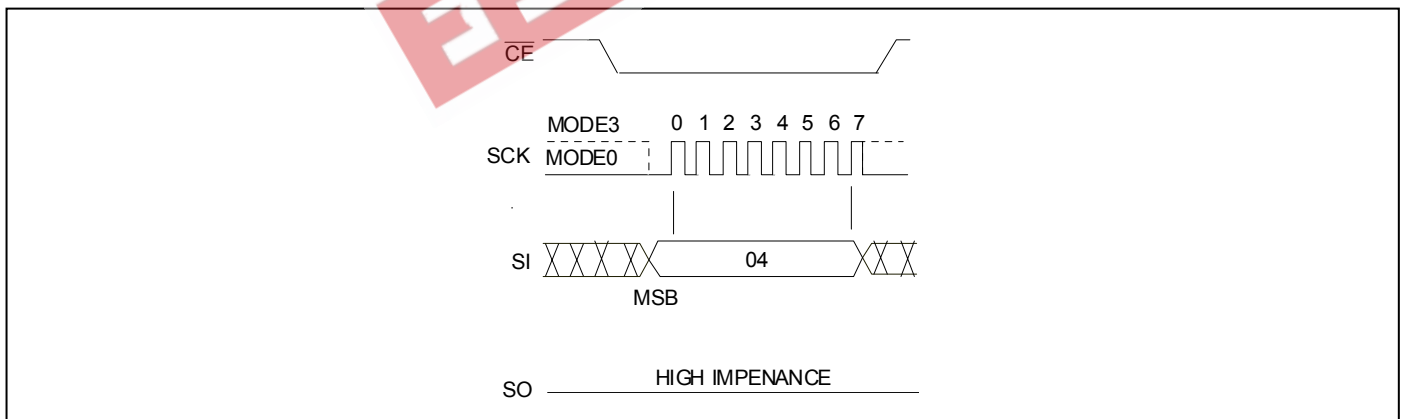 CE
MODE3 0 1 2 3 4 5 6 7
SCK MODE0
SI 04
MSB
SO HIGH IMPENANCE